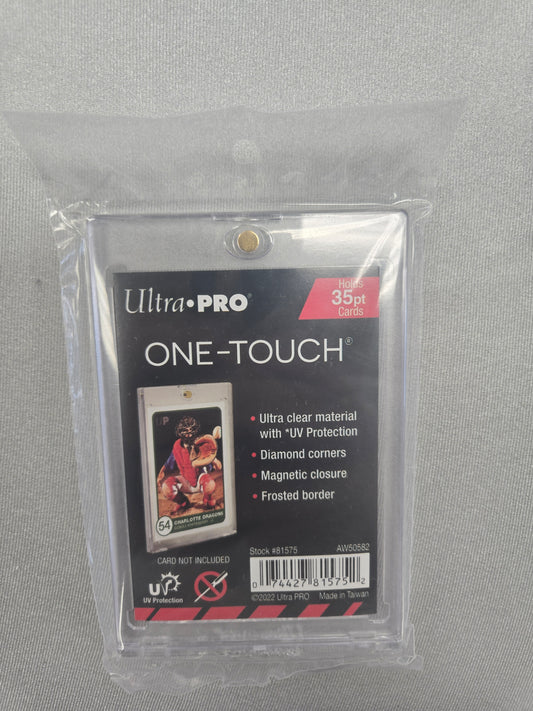 Ultra•PRO®
Holds
35pt
Cards
ONE-TOUCH®
• Ultra clear material
with *UV Protection
• Diamond corners
• Magnetic closure
• Frosted border
54
CHARLOTTE DRAGONS
CARD NOT INCLUDED
Stock #81575
AW50582
0 74427 81575 2
UV
UV Protection
©2022 Ultra PRO
Made in Taiwan